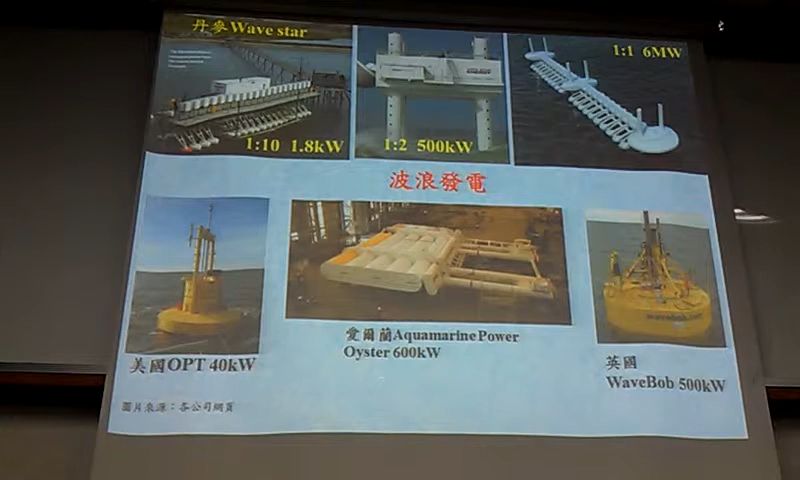 丹麥Wave star
1:10 1.8kW
1:2 500kW
1:1 6MW
波浪發電
wavebob.com
美國OPT 40kW
愛爾蘭Aquamarine Power
Oyster 600kW
英國
WaveBob 500kW
圖片來源：各公司網頁